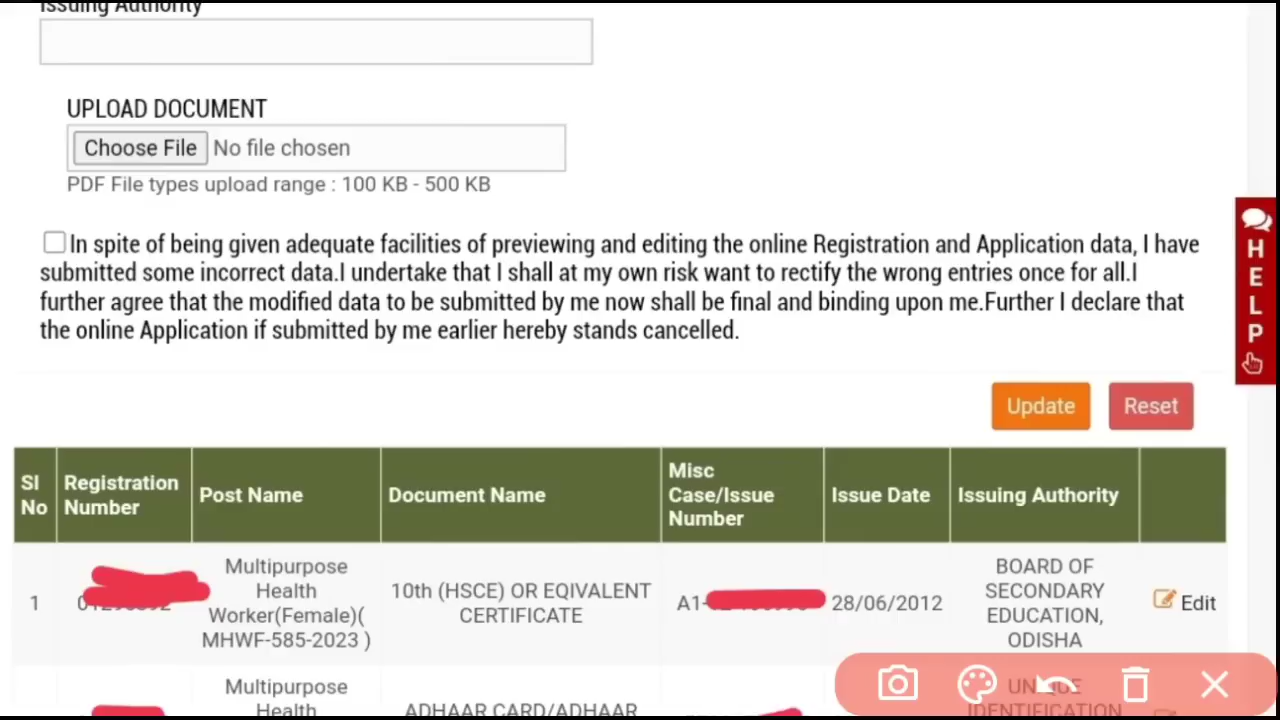 Issuing Authority
UPLOAD DOCUMENT
Choose File No file chosen
PDF File types upload range : 100 KB - 500 KB
In spite of being given adequate facilities of previewing and editing the online Registration and Application data, I have
submitted some incorrect data.I undertake that I shall at my own risk want to rectify the wrong entries once for all.I
further agree that the modified data to be submitted by me now shall be final and binding upon me.Further I declare that
the online Application if submitted by me earlier hereby stands cancelled.
HELP
Update Reset
Sl No
Registration Number
Post Name
Document Name
Misc Case/Issue Number
Issue Date
Issuing Authority
1
Multipurpose
Health
Worker(Female)(
MHWF-585-2023 )
10th (HSCE) OR EQIVALENT
CERTIFICATE
A1-
28/06/2012
BOARD OF
SECONDARY
EDUCATION,
ODISHA
Edit
Multipurpose
Health
ADHAAR CARD/ADHAAR
UNIQUE
IDENTIFICATION